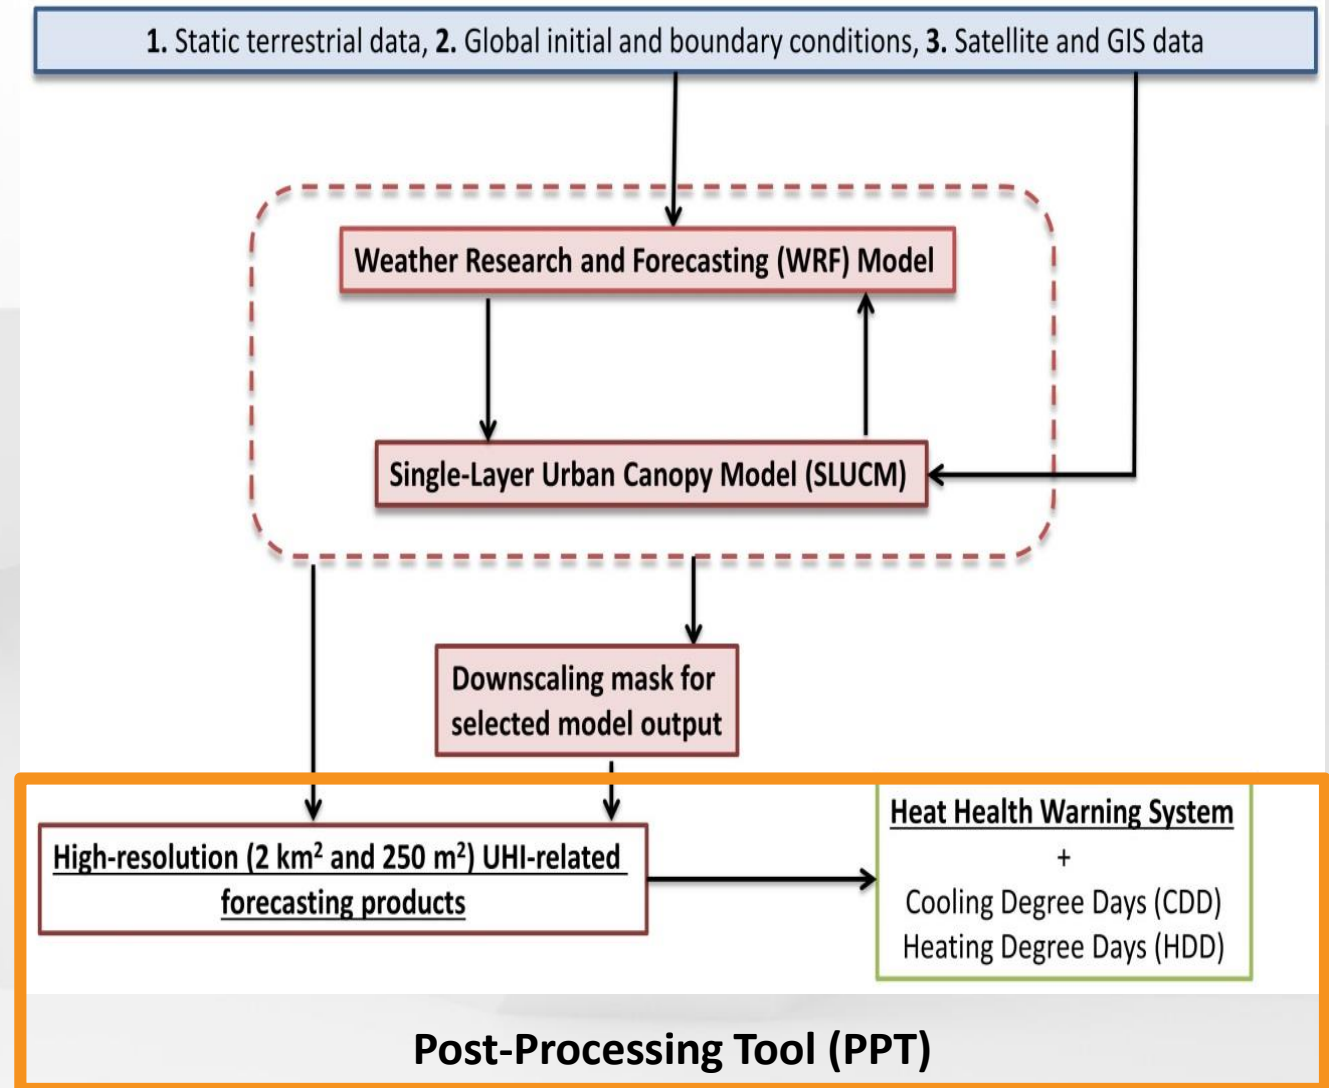 1. Static terrestrial data, 2. Global initial and boundary conditions, 3. Satellite and GIS data
Weather Research and Forecasting (WRF) Model
Single-Layer Urban Canopy Model (SLUCM)
Downscaling mask for
selected model output
High-resolution (2 km² and 250 m²) UHI-related
forecasting products
Heat Health Warning System
+
Cooling Degree Days (CDD)
Heating Degree Days (HDD)
Post-Processing Tool (PPT)